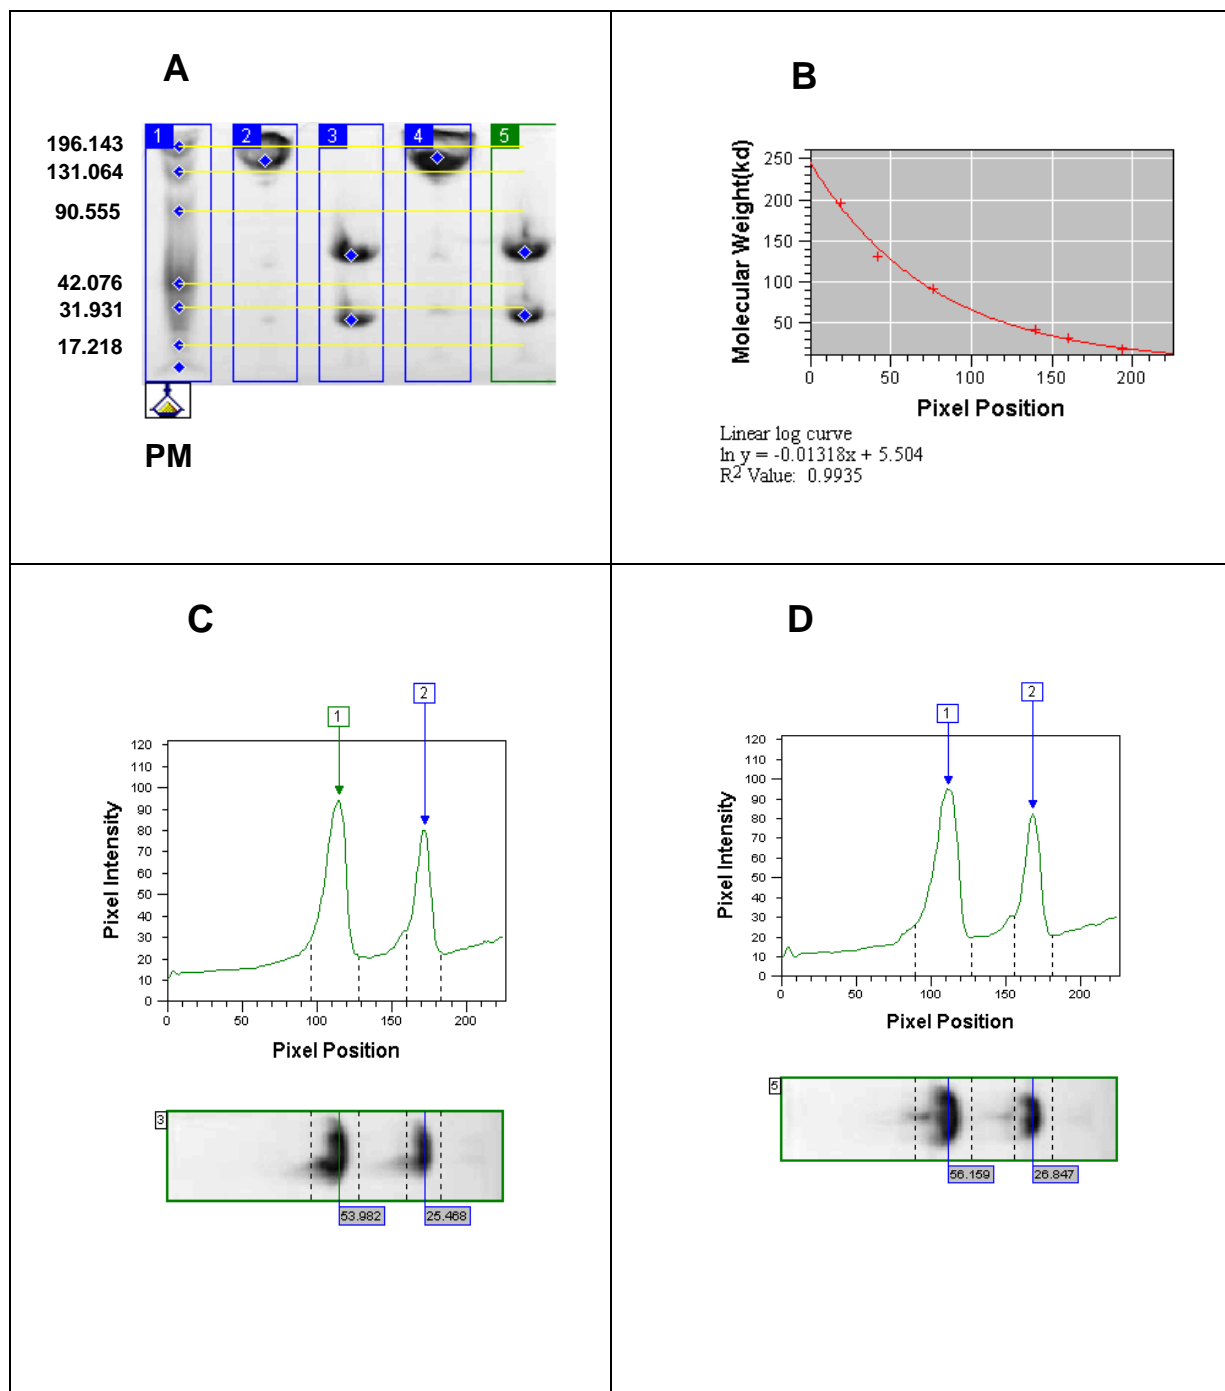 A
1 2 3 4 5
196.143
131.064
90.555
42.076
31.931
17.218
PM
B
Molecular Weight(kd)
250
200
150
100
50
0 50 100 150 200
Pixel Position
Linear log curve
ln y = -0.01318x + 5.504
R2 Value: 0.9935
C
2
1
Pixel Intensity
120
110
100
90
80
70
60
50
40
30
20
10
0
0 50 100 150 200
Pixel Position
3
53.982 25.468
D
2
1
Pixel Intensity
120
110
100
90
80
70
60
50
40
30
20
10
0
0 50 100 150 200
Pixel Position
5
56.159 26.847